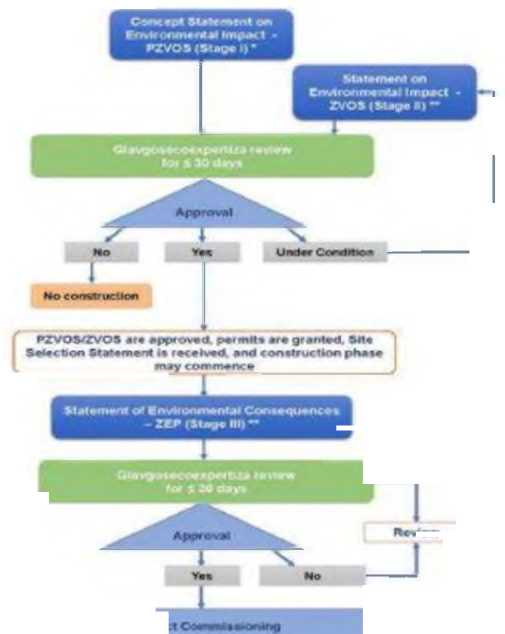 Concept Statement on
Environmental Impact -
PZVOS (Stage I) *
Statement on
Environmental Impact -
ZVOS (Stage II) **
Glavgosecoexpertiza review
for ≤ 30 days
Approval
No
Yes
Under Condition
No construction
PZVOS/ZVOS are approved, permits are granted, Site
Selection Statement is received, and construction phase
may commence
Statement of Environmental Consequences
– ZEP (Stage III) **
Glavgosecoexpertiza review
for ≤ 20 days
Approval
Yes
No
ct Commissioning